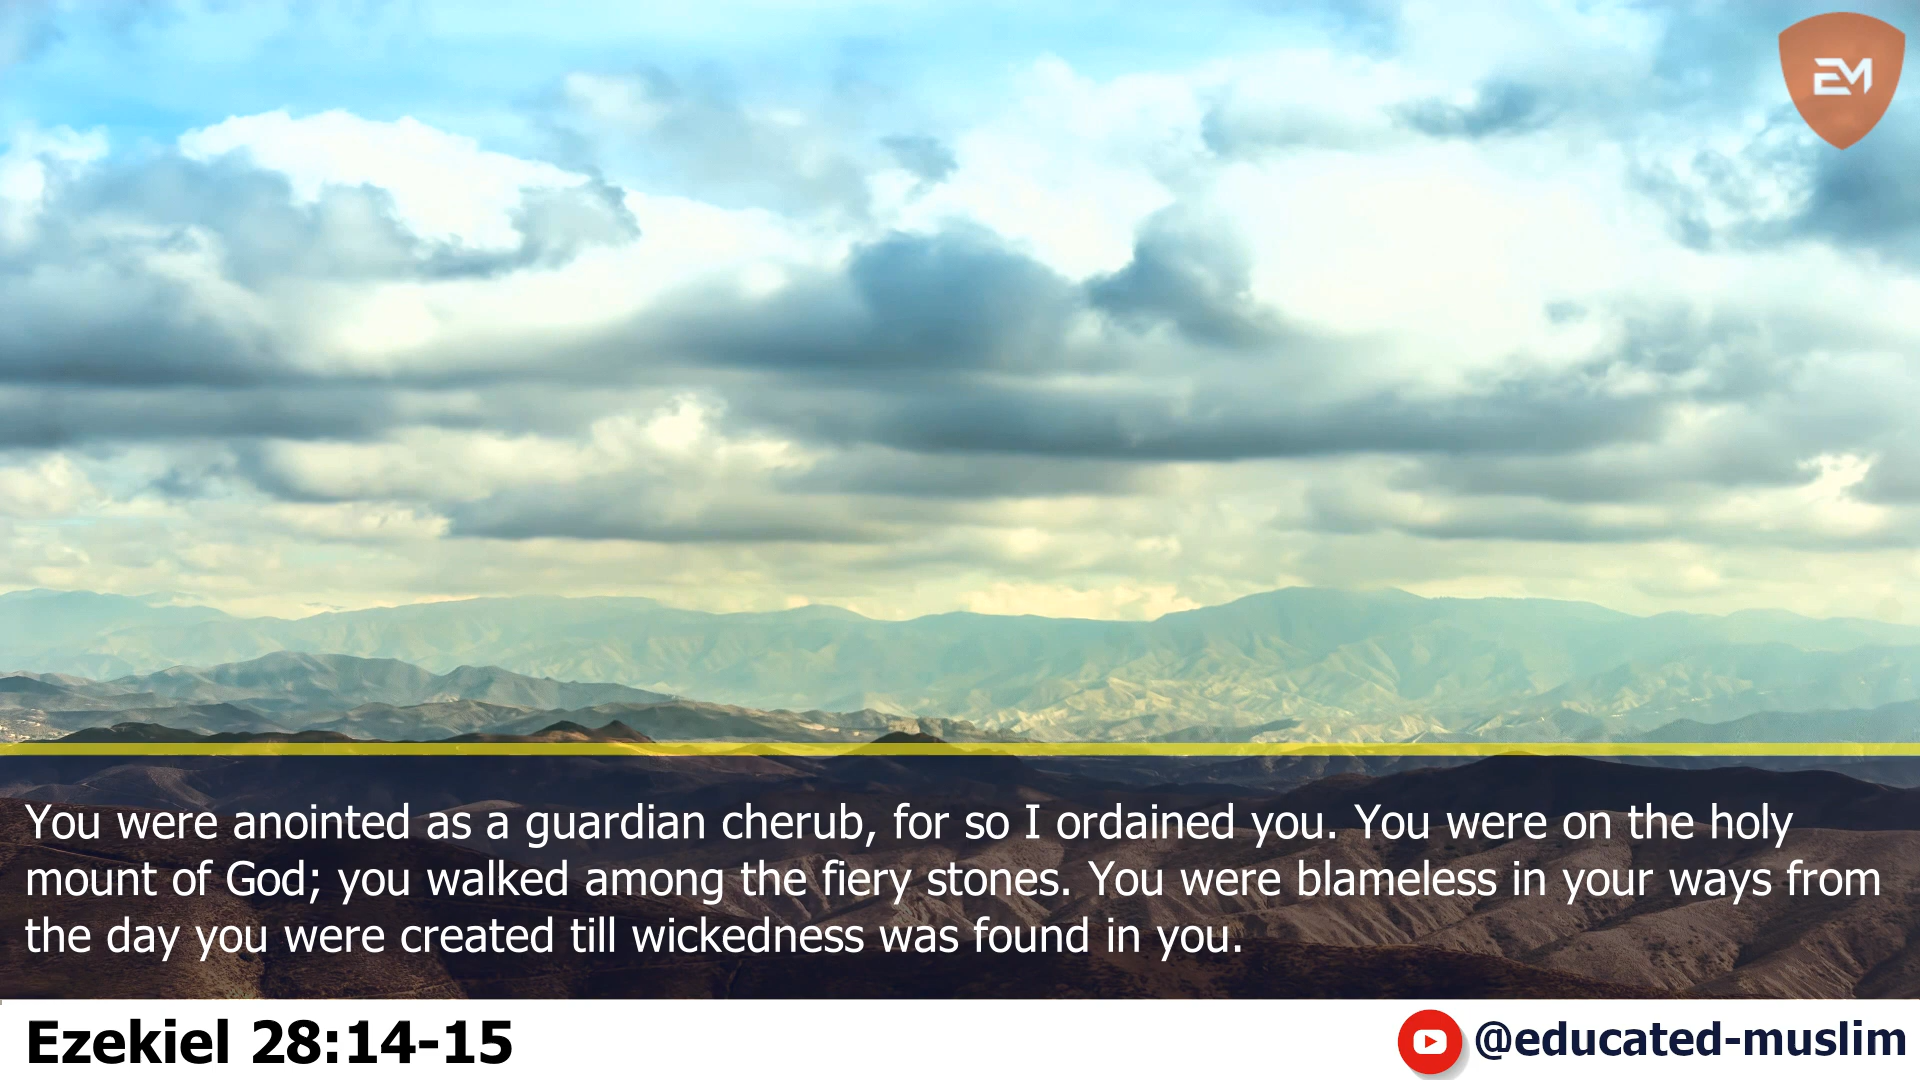 EM
You were anointed as a guardian cherub, for so I ordained you. You were on the holy
mount of God; you walked among the fiery stones. You were blameless in your ways from
the day you were created till wickedness was found in you.
Ezekiel 28:14-15
@educated-muslim